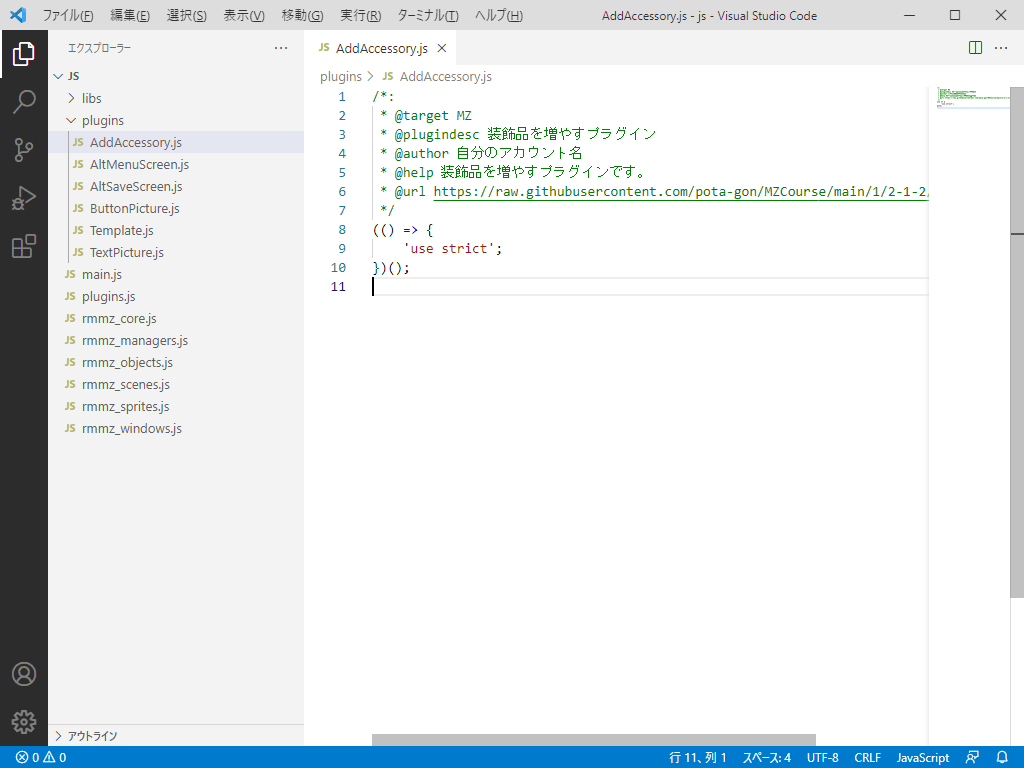 ファイル(F) 編集(E) 選択(S) 表示(V) 移動(G) 実行(R) ターミナル(T) ヘルプ(H) AddAccessory.js - js - Visual Studio Code
エクスプローラー
JS
libs
plugins
JS AddAccessory.js
JS AltMenuScreen.js
JS AltSaveScreen.js
JS ButtonPicture.js
JS Template.js
JS TextPicture.js
JS main.js
JS plugins.js
JS rmmz_core.js
JS rmmz_managers.js
JS rmmz_objects.js
JS rmmz_scenes.js
JS rmmz_sprites.js
JS rmmz_windows.js
アウトライン
JS AddAccessory.js
plugins > JS AddAccessory.js
1 /*:
2 * @target MZ
3 * @plugindesc 装飾品を増やすプラグイン
4 * @author 自分のアカウント名
5 * @help 装飾品を増やすプラグインです。
6 * @url https://raw.githubusercontent.com/pota-gon/MZCourse/main/1/2-1-2/
7 */
8 (() => {
9 'use strict';
10 })();
11
0 0 行 11、列 1 スペース: 4 UTF-8 CRLF JavaScript